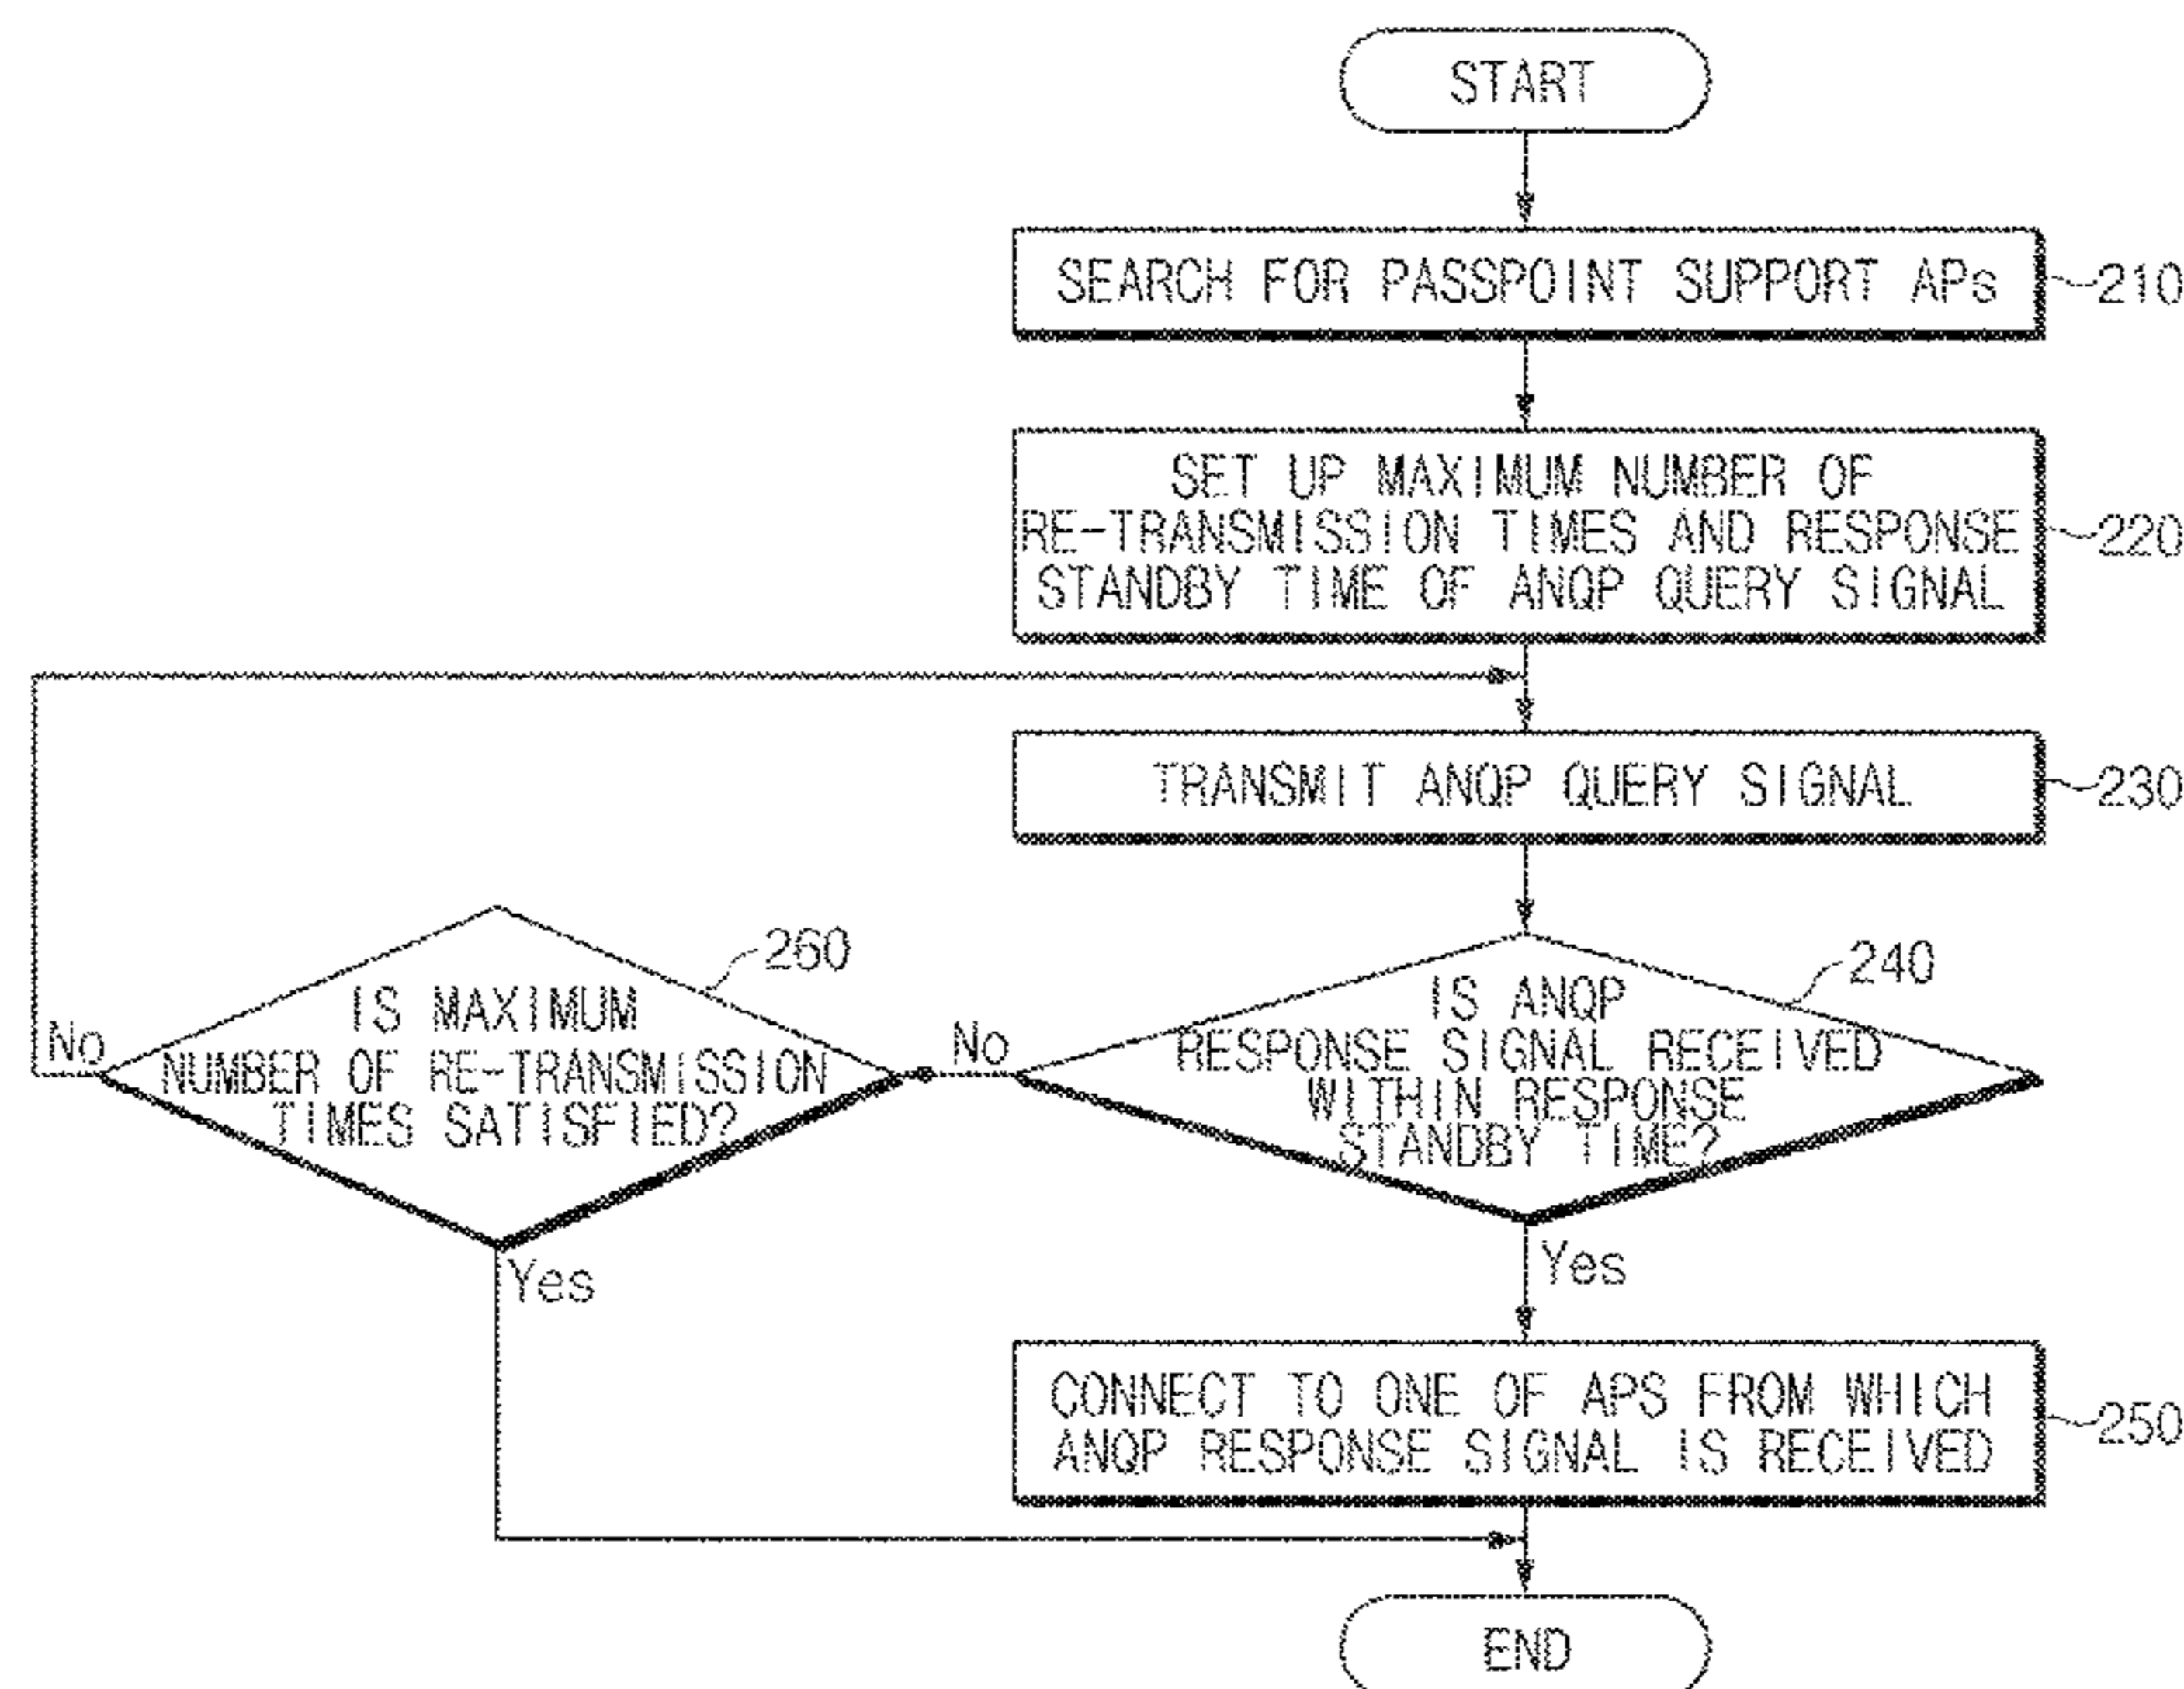 START
SEARCH FOR PASSPOINT SUPPORT APs
210
SET UP MAXIMUM NUMBER OF
RE-TRANSMISSION TIMES AND RESPONSE
STANDBY TIME OF ANQP QUERY SIGNAL
220
TRANSMIT ANQP QUERY SIGNAL
230
IS ANQP
RESPONSE SIGNAL RECEIVED
WITHIN RESPONSE
STANDBY TIME?
240
No
Yes
IS MAXIMUM
NUMBER OF RE-TRANSMISSION
TIMES SATISFIED?
260
No
Yes
CONNECT TO ONE OF APS FROM WHICH
ANQP RESPONSE SIGNAL IS RECEIVED
250
END